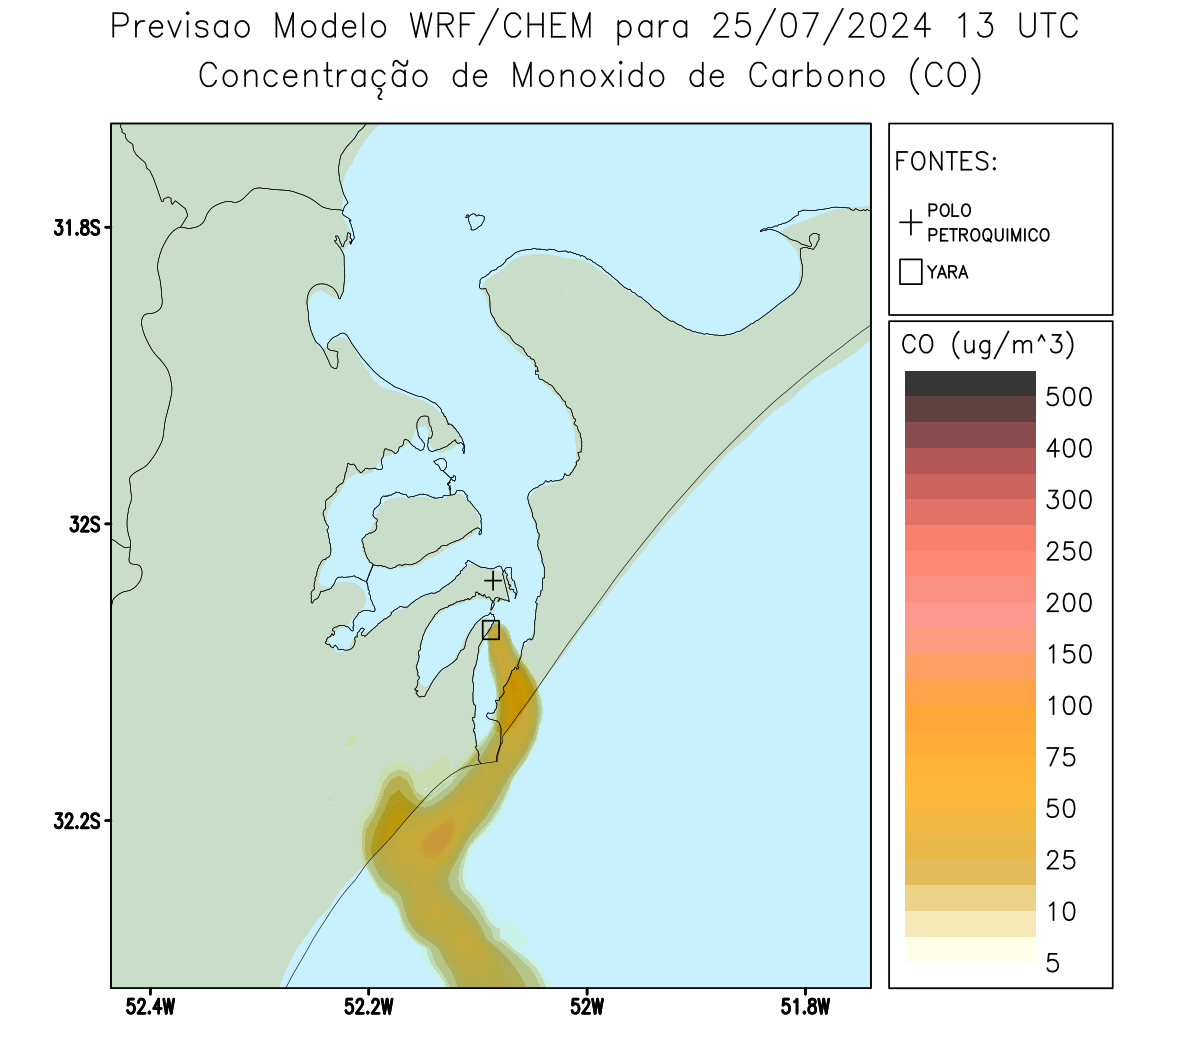 Previsao Modelo WRF/CHEM para 25/07/2024 13 UTC
Concentração de Monoxido de Carbono (CO)
FONTES:
POLO
PETROQUIMICO
YARA
CO (ug/m^3)
500
400
300
250
200
150
100
75
50
25
10
5
31.8S
32S
32.2S
52.4W
52.2W
52W
51.8W